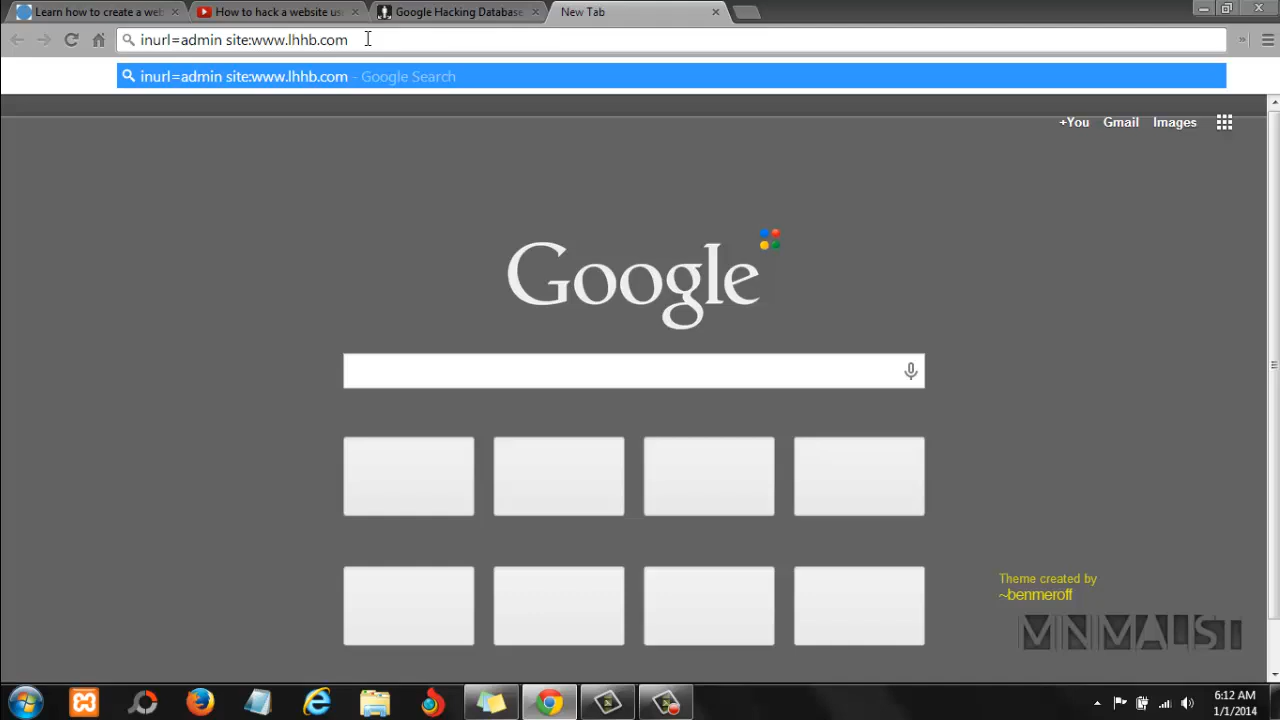 Learn how to create a web
How to hack a website us
Google Hacking Database
New Tab
inurl=admin site:www.lhhb.com
inurl=admin site:www.lhhb.com - Google Search
+You Gmail Images
Google
Theme created by
~benmeroff
MINIMALIST
6:12 AM
1/1/2014